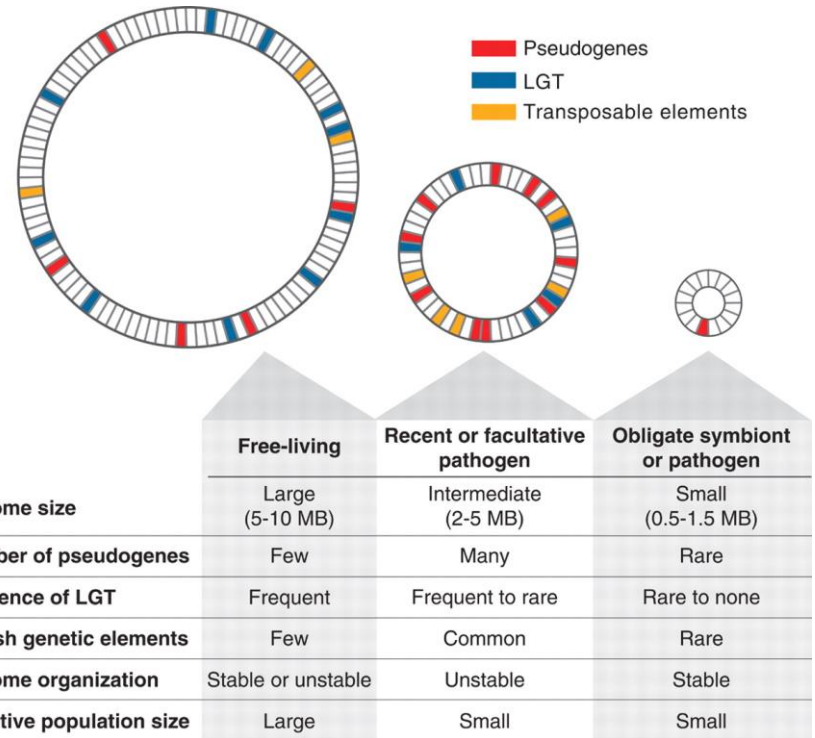 Pseudogenes
LGT
Transposable elements
Free-living
Recent or facultative
pathogen
Obligate symbiont
or pathogen
ome size
Large
(5-10 MB)
Intermediate
(2-5 MB)
Small
(0.5-1.5 MB)
ber of pseudogenes
Few
Many
Rare
ence of LGT
Frequent
Frequent to rare
Rare to none
sh genetic elements
Few
Common
Rare
ome organization
Stable or unstable
Unstable
Stable
tive population size
Large
Small
Small